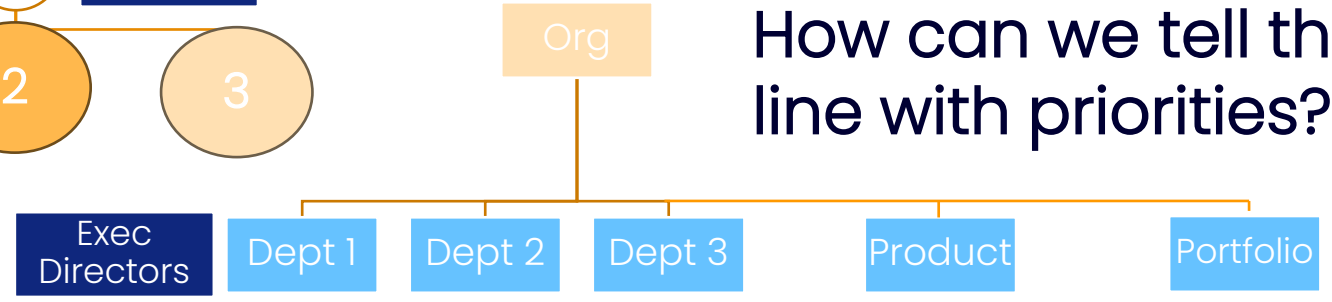 2
3
Org
How can we tell th
line with priorities?
Exec
Directors
Dept 1
Dept 2
Dept 3
Product
Portfolio